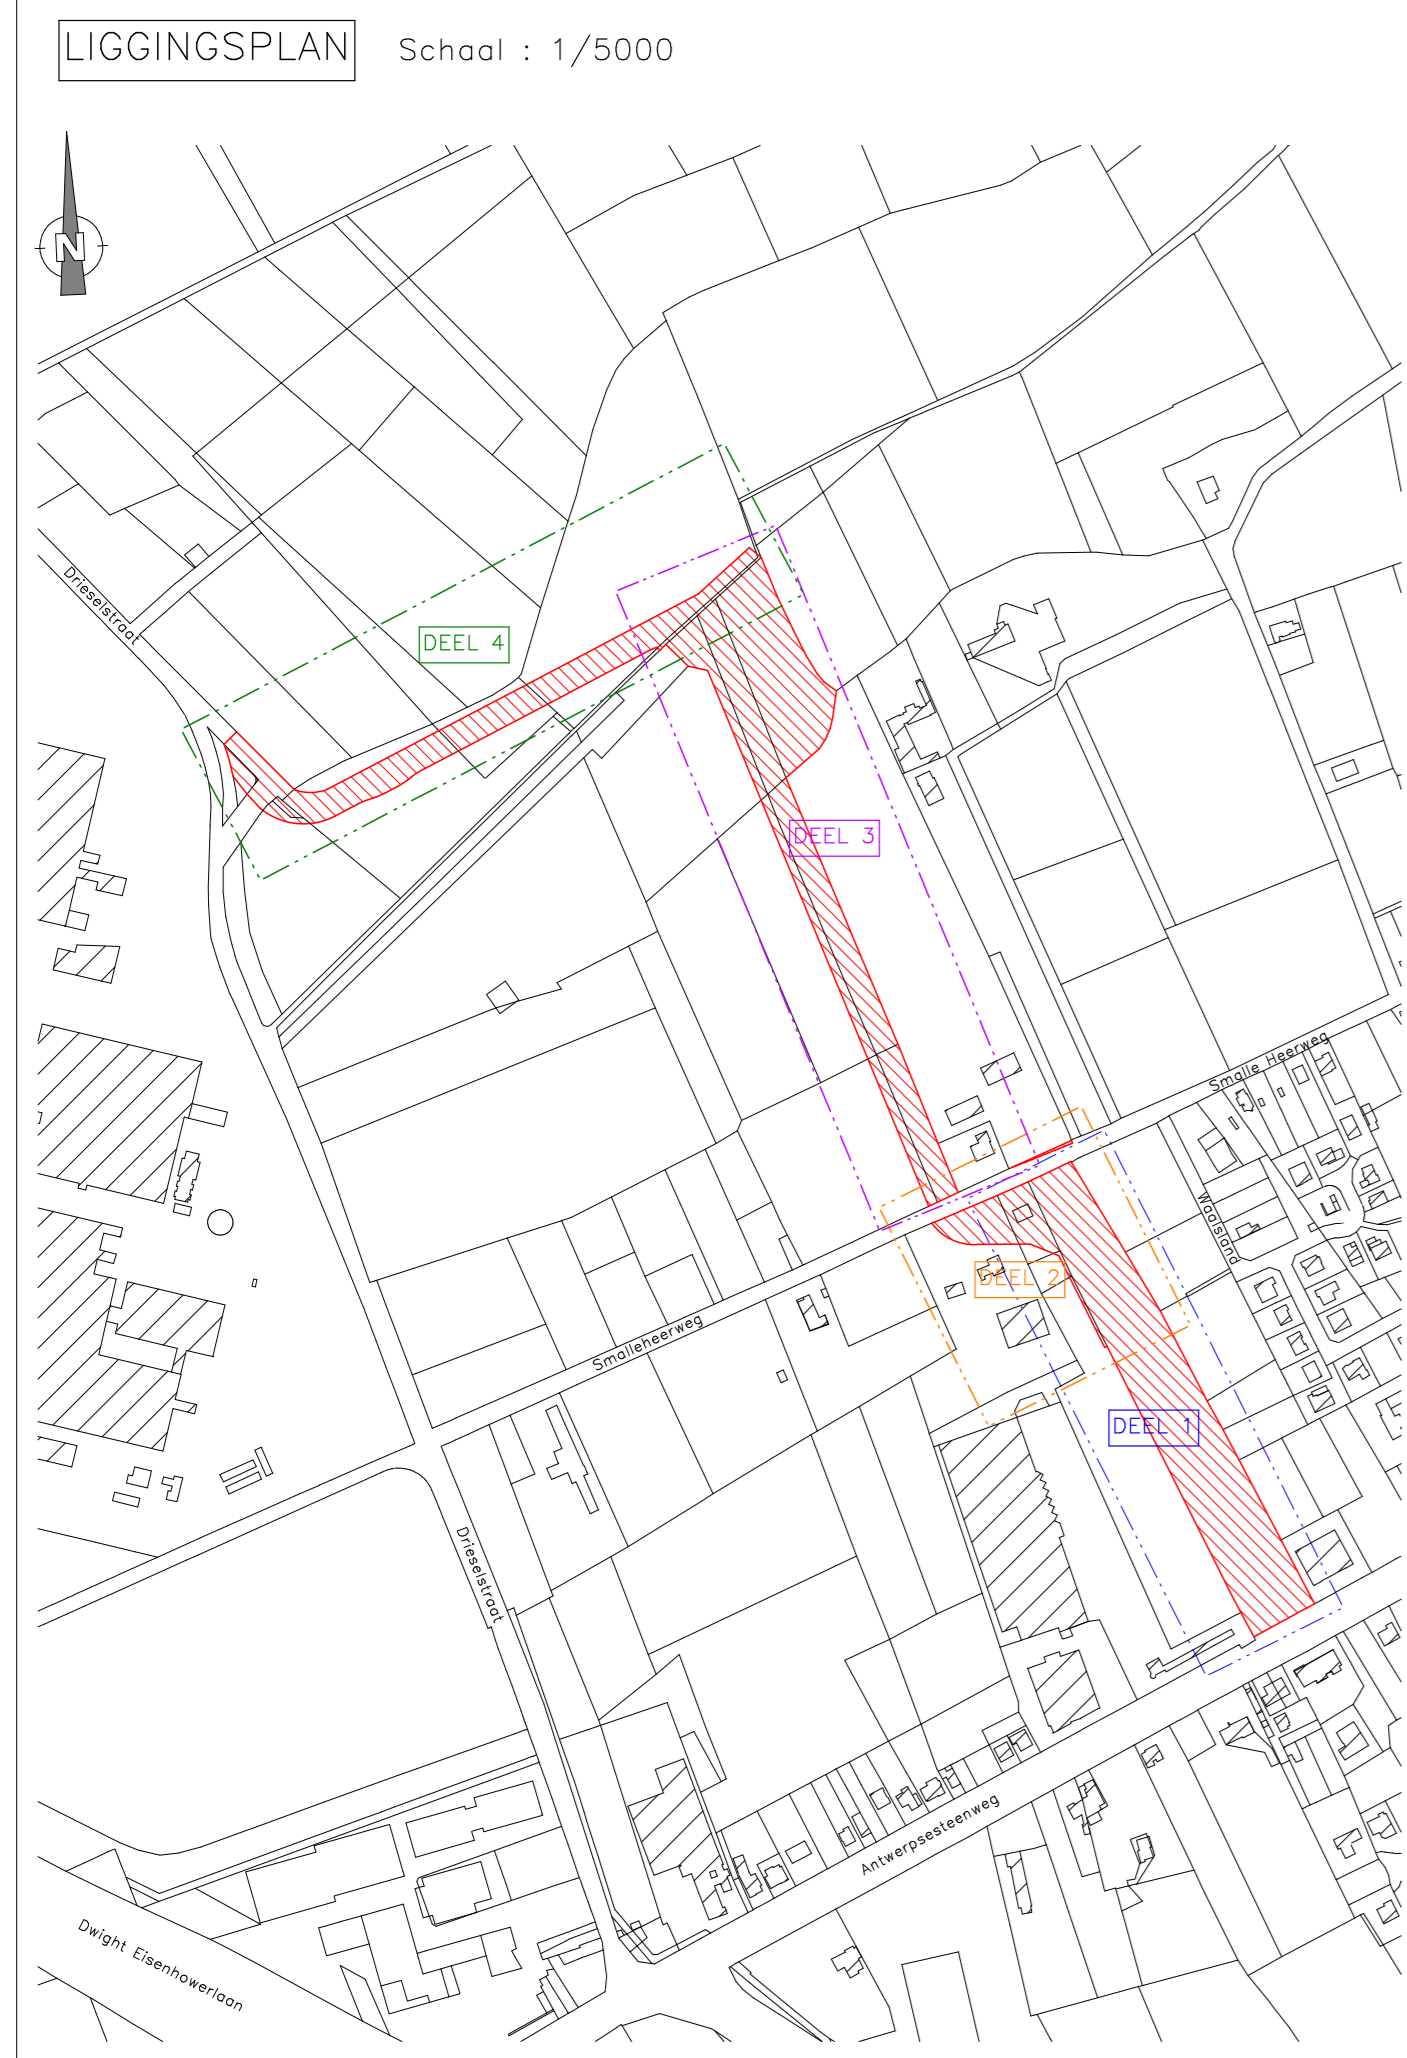 LIGGINGSPLAN Schaal : 1/5000
N
Drieselstraat
DEEL 4
DEEL 3
Smalle Heerweg
Waalsland
DEEL 2
Smalleheerweg
DEEL 1
Drieselstraat
Antwerpsesteenweg
Dwight Eisenhowerlaan